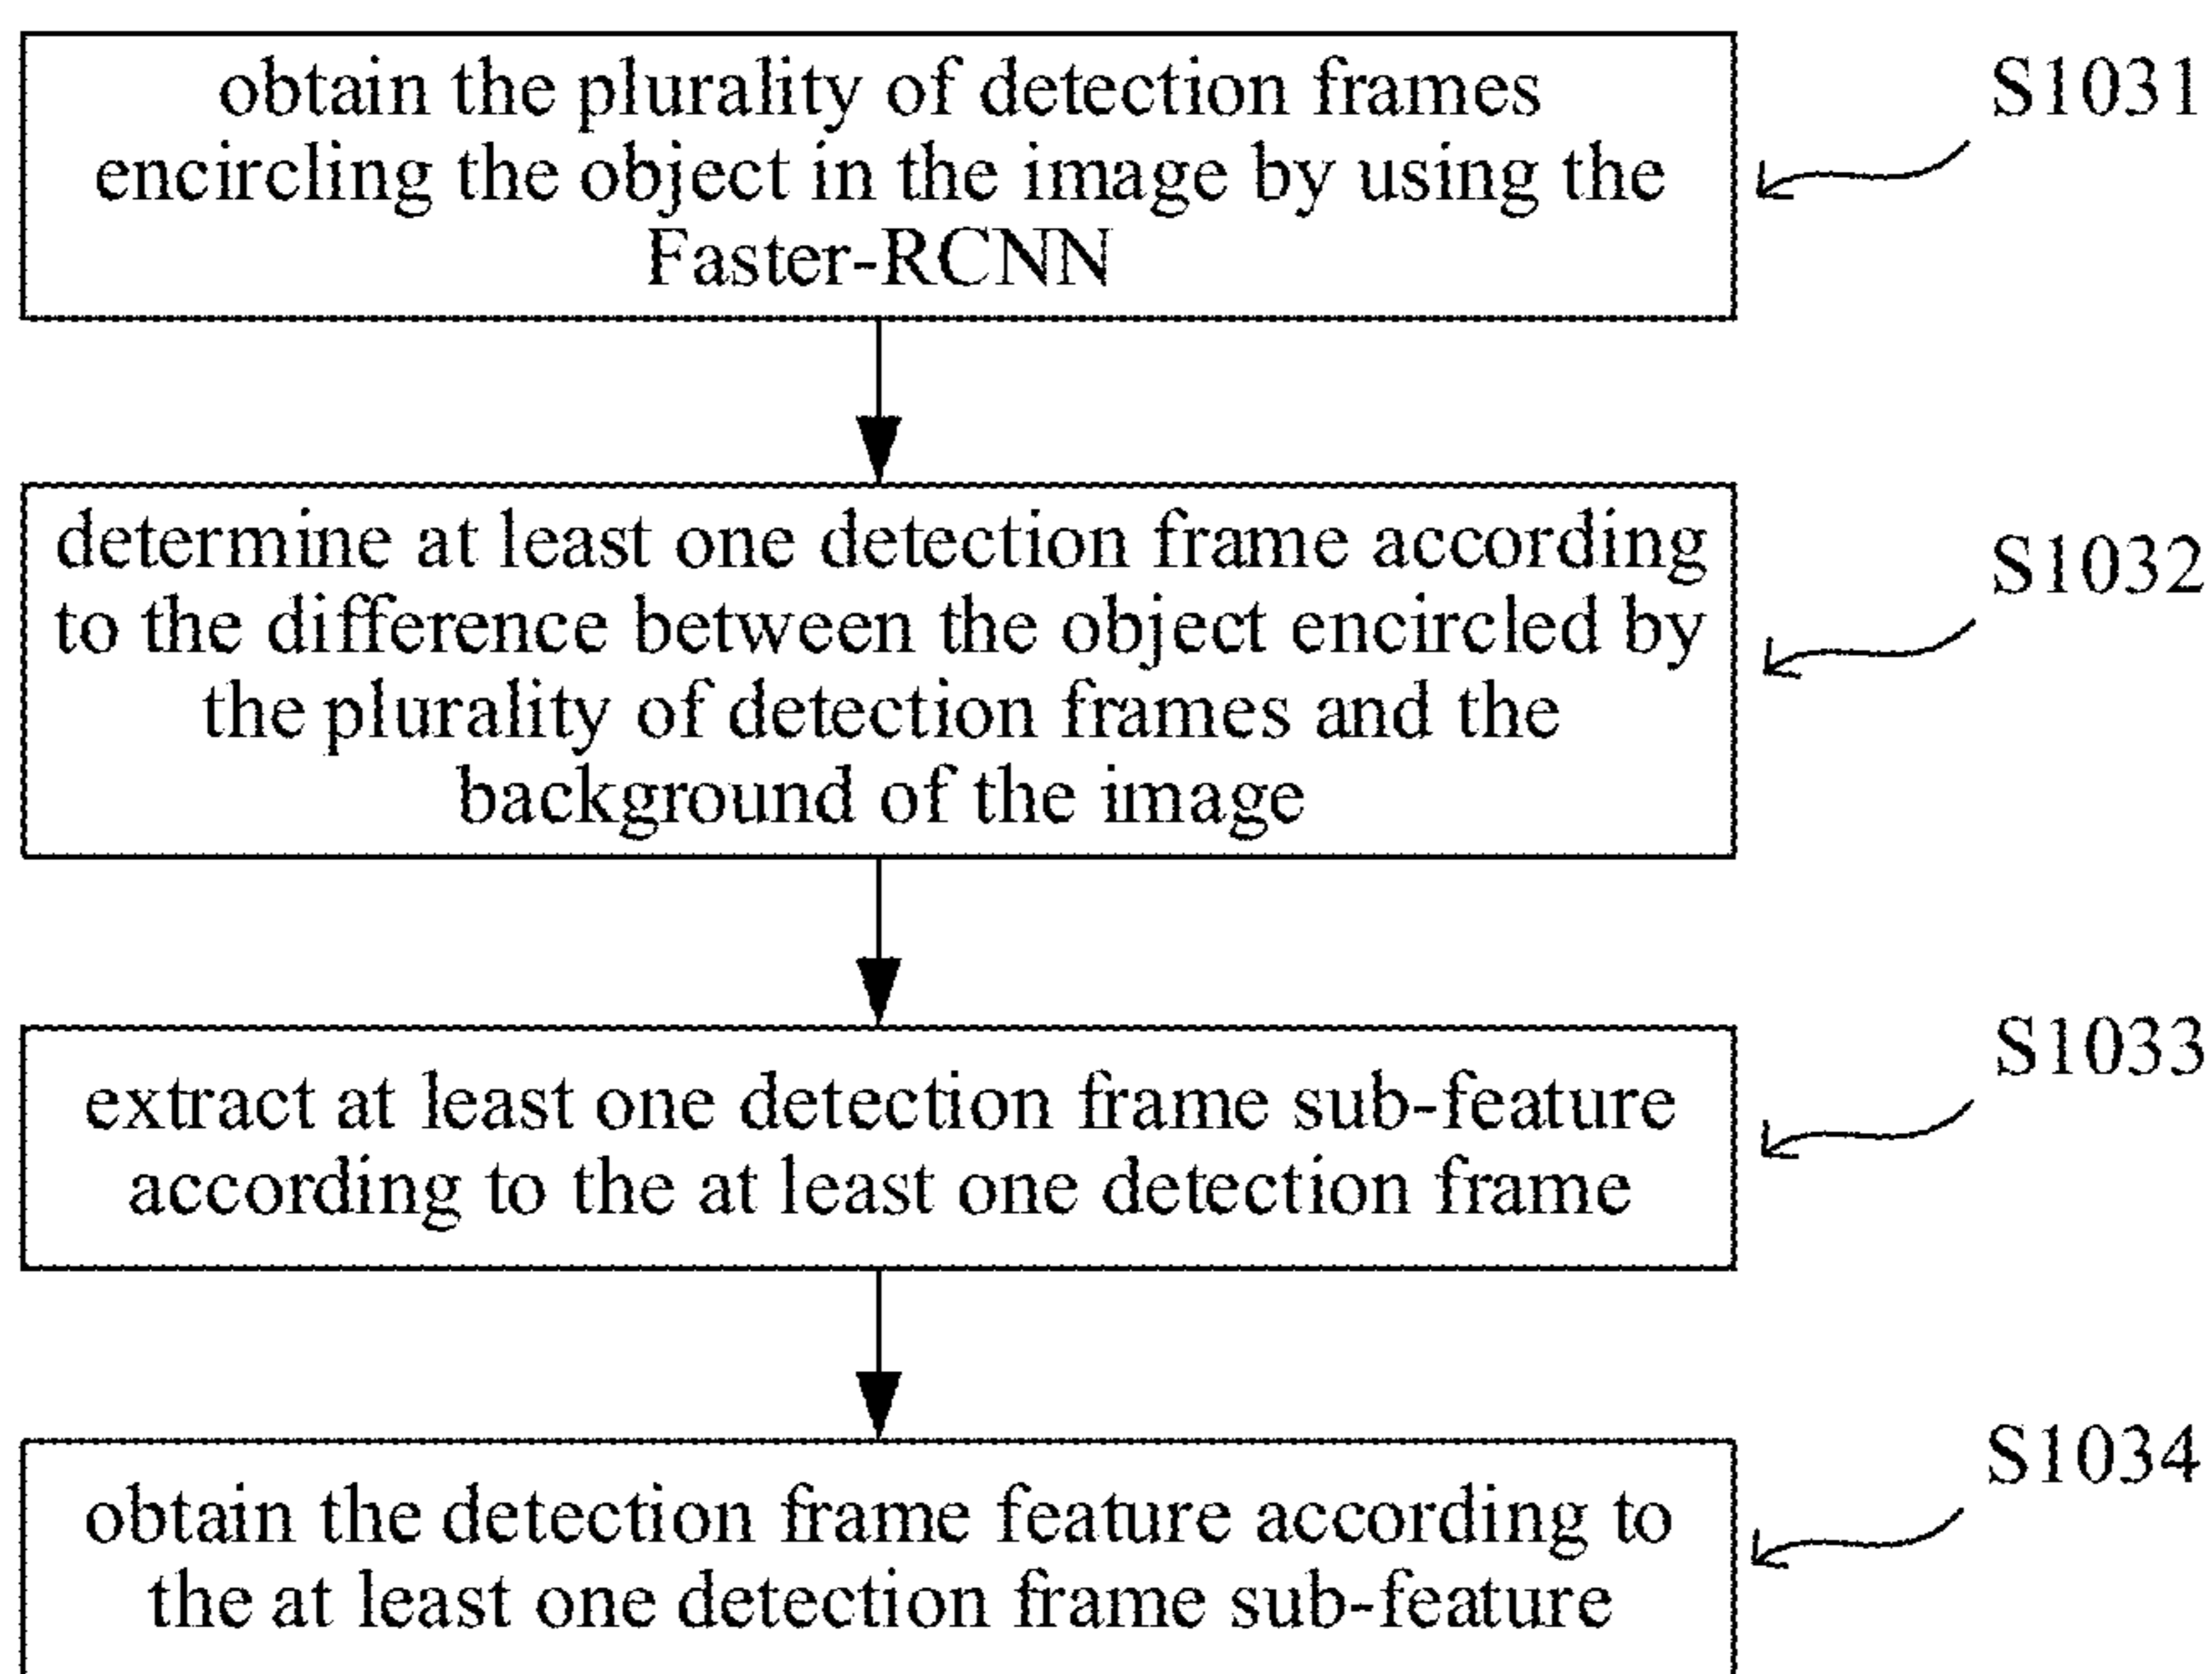 obtain the plurality of detection frames
encircling the object in the image by using the
Faster-RCNN
S1031
determine at least one detection frame according
to the difference between the object encircled by
the plurality of detection frames and the
background of the image
S1032
extract at least one detection frame sub-feature
according to the at least one detection frame
S1033
obtain the detection frame feature according to
the at least one detection frame sub-feature
S1034